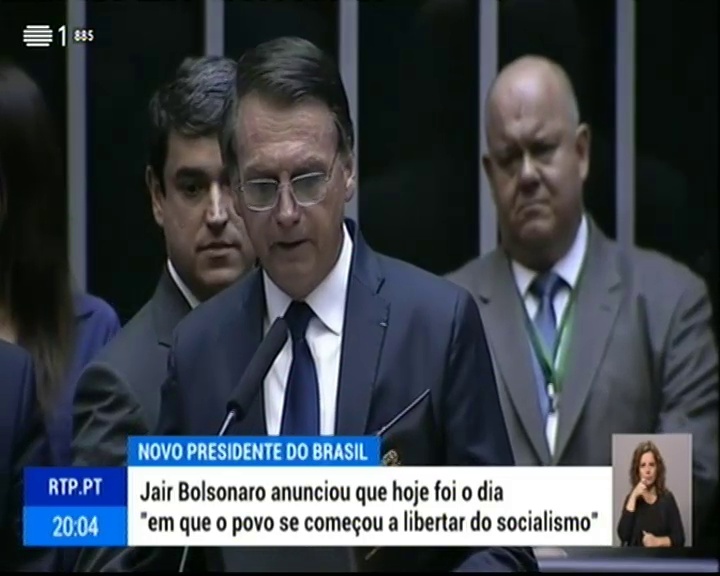 1 885
NOVO PRESIDENTE DO BRASIL
RTP.PT
Jair Bolsonaro anunciou que hoje foi o dia
20:04
"em que o povo se começou a libertar do socialismo"